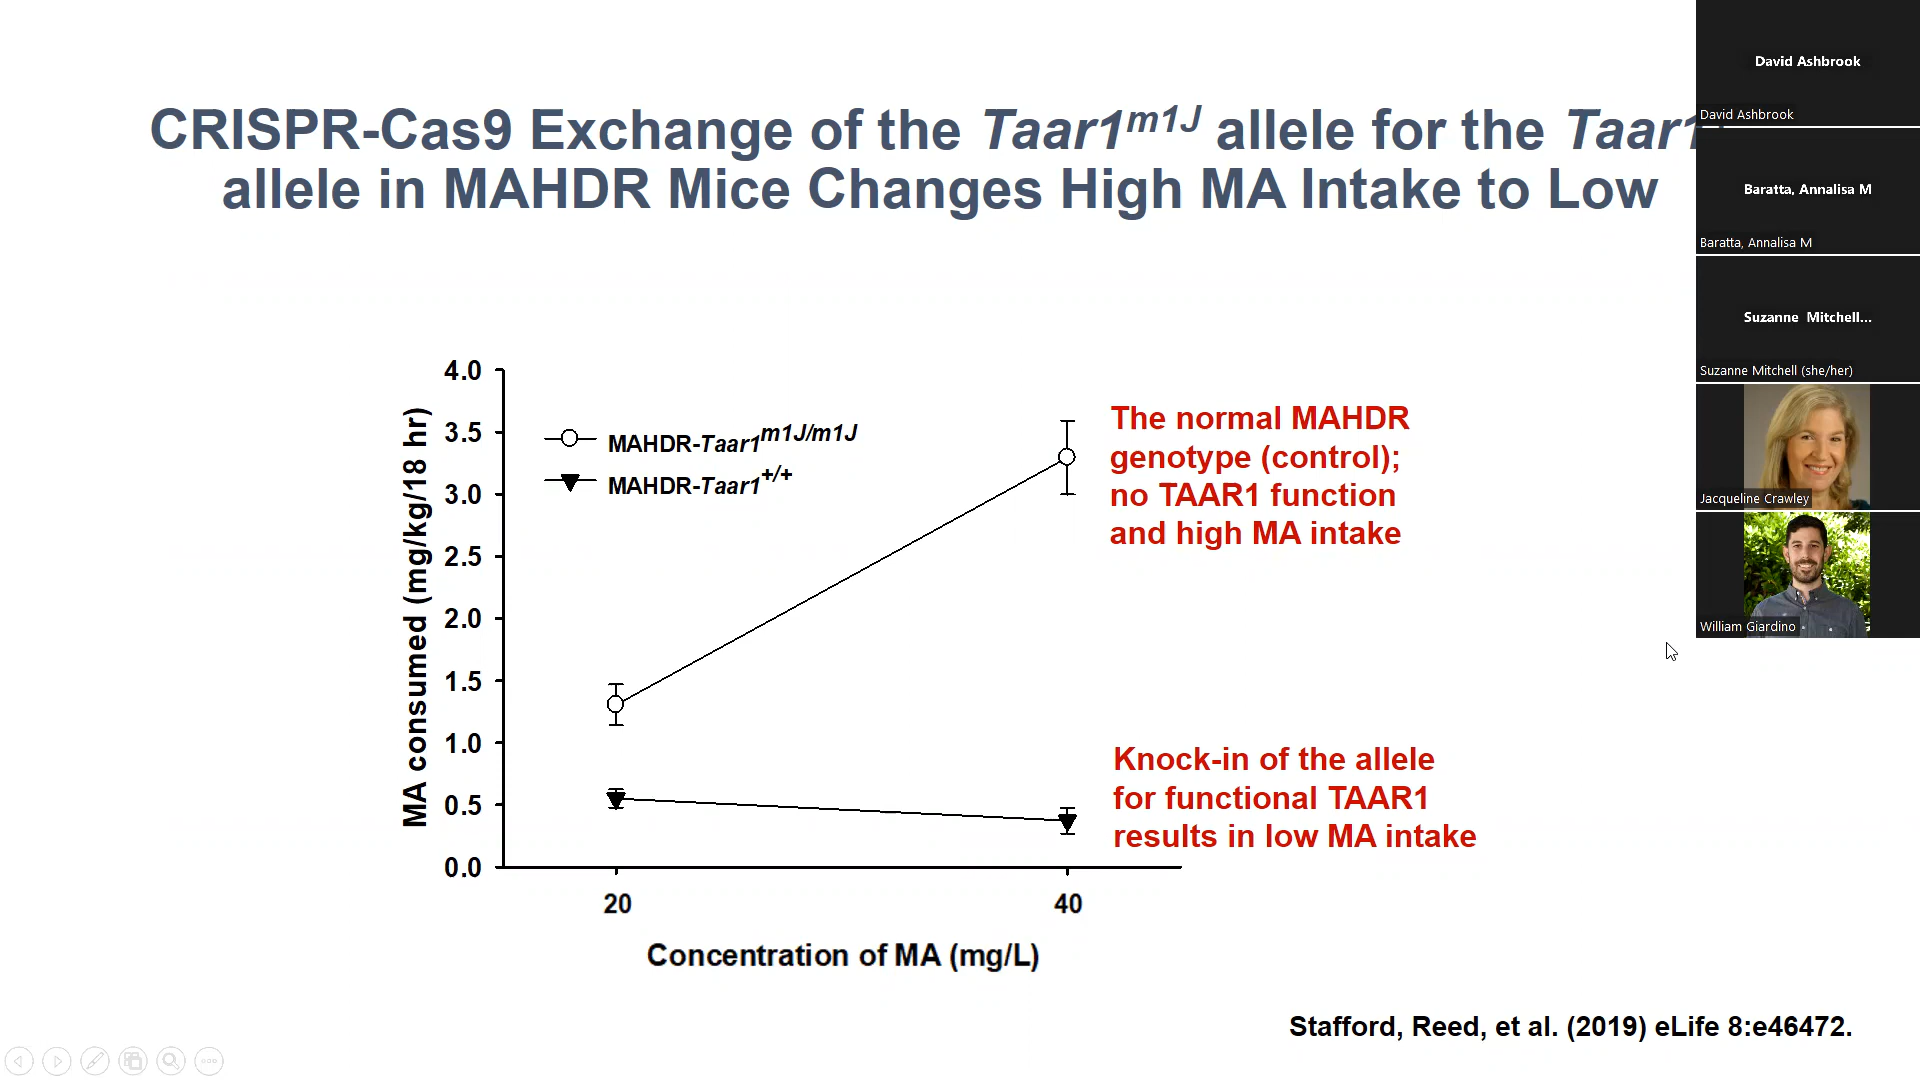 CRISPR-Cas9 Exchange of the Taar1m1J allele for the Taar1
allele in MAHDR Mice Changes High MA Intake to Low
MA consumed (mg/kg/18 hr)
4.0
3.5
3.0
2.5
2.0
1.5
1.0
0.5
0.0
MAHDR-Taar1m1J/m1J
MAHDR-Taar1+/+
The normal MAHDR
genotype (control);
no TAAR1 function
and high MA intake
Knock-in of the allele
for functional TAAR1
results in low MA intake
20
40
Concentration of MA (mg/L)
Stafford, Reed, et al. (2019) eLife 8:e46472.
David Ashbrook
David Ashbrook
Baratta, Annalisa M
Baratta, Annalisa M
Suzanne Mitchell...
Suzanne Mitchell (she/her)
Jacqueline Crawley
William Giardino